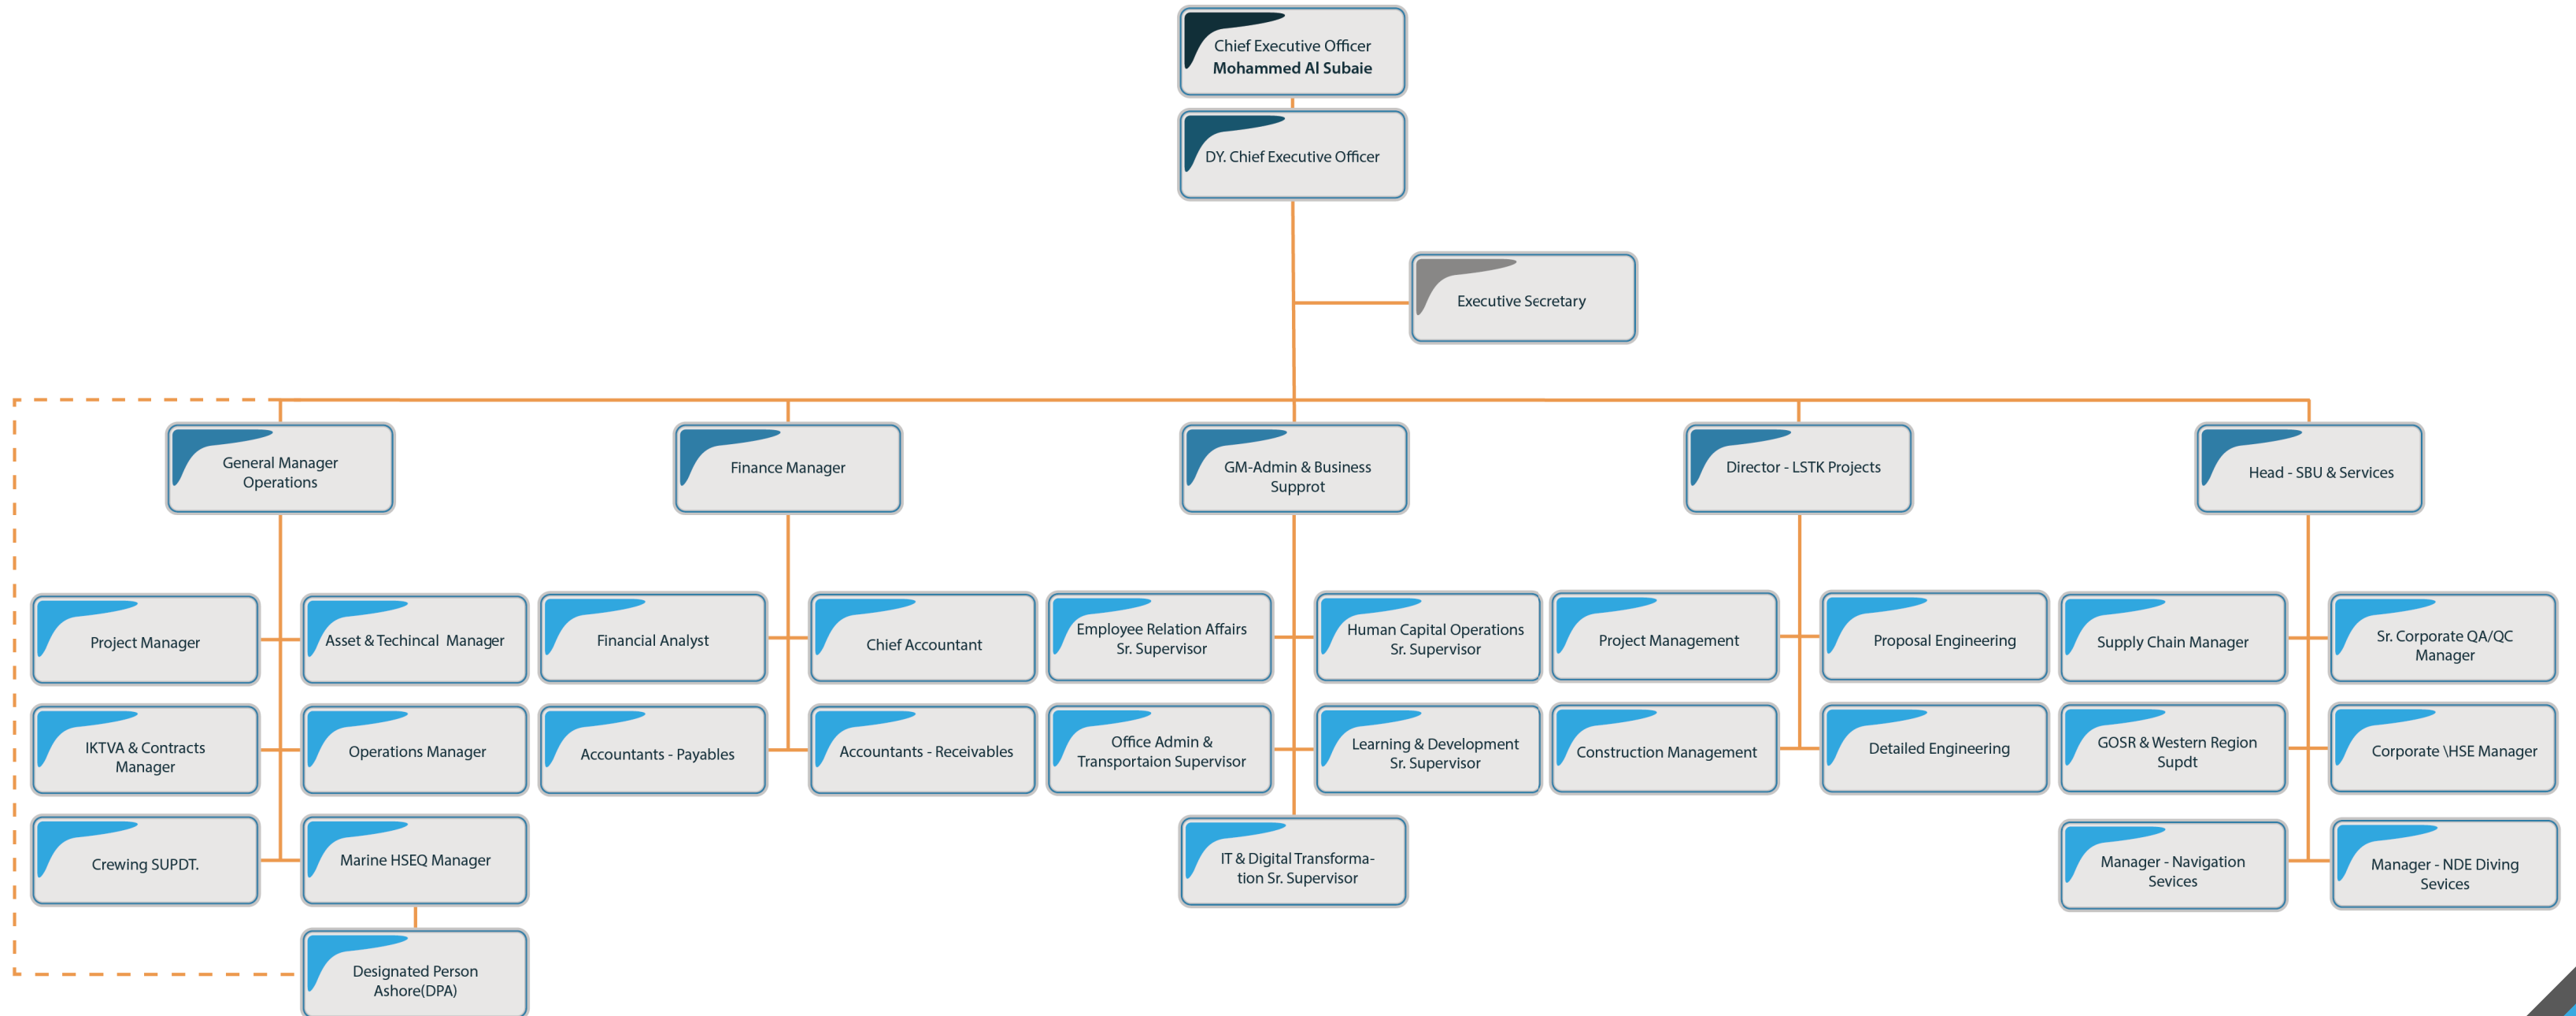 Chief Executive Officer
Mohammed Al Subaie
DY. Chief Executive Officer
Executive Secretary
General Manager
Operations
Finance Manager
GM-Admin & Business
Supprot
Director - LSTK Projects
Head - SBU & Services
Project Manager
Asset & Techincal Manager
Financial Analyst
Chief Accountant
Employee Relation Affairs
Sr. Supervisor
Human Capital Operations
Sr. Supervisor
Project Management
Proposal Engineering
Supply Chain Manager
Sr. Corporate QA/QC
Manager
IKTVA & Contracts
Manager
Operations Manager
Accountants - Payables
Accountants - Receivables
Office Admin &
Transportaion Supervisor
Learning & Development
Sr. Supervisor
Construction Management
Detailed Engineering
GOSR & Western Region
Supdt
Corporate \HSE Manager
Crewing SUPDT.
Marine HSEQ Manager
IT & Digital Transforma-
tion Sr. Supervisor
Manager - Navigation
Sevices
Manager - NDE Diving
Sevices
Designated Person
Ashore(DPA)